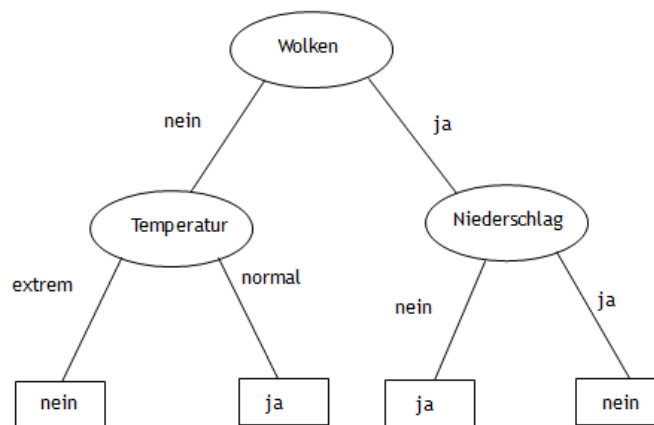 Wolken
nein
ja
Temperatur
Niederschlag
extrem
normal
nein
ja
nein
ja
ja
nein